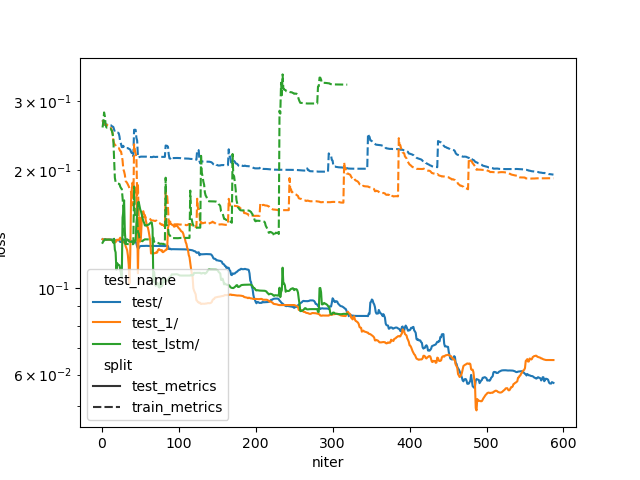 3 × 10⁻¹
2 × 10⁻¹
10⁻¹
6 × 10⁻²
loss
test_name
test/
test_1/
test_lstm/
split
test_metrics
train_metrics
0 100 200 300 400 500 600
niter